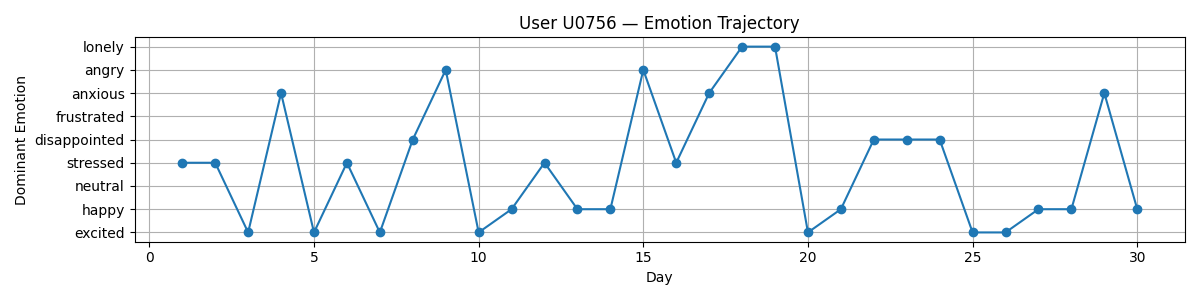 User U0756 — Emotion Trajectory
Dominant Emotion
lonely
angry
anxious
frustrated
disappointed
stressed
neutral
happy
excited
0 5 10 15 20 25 30
Day